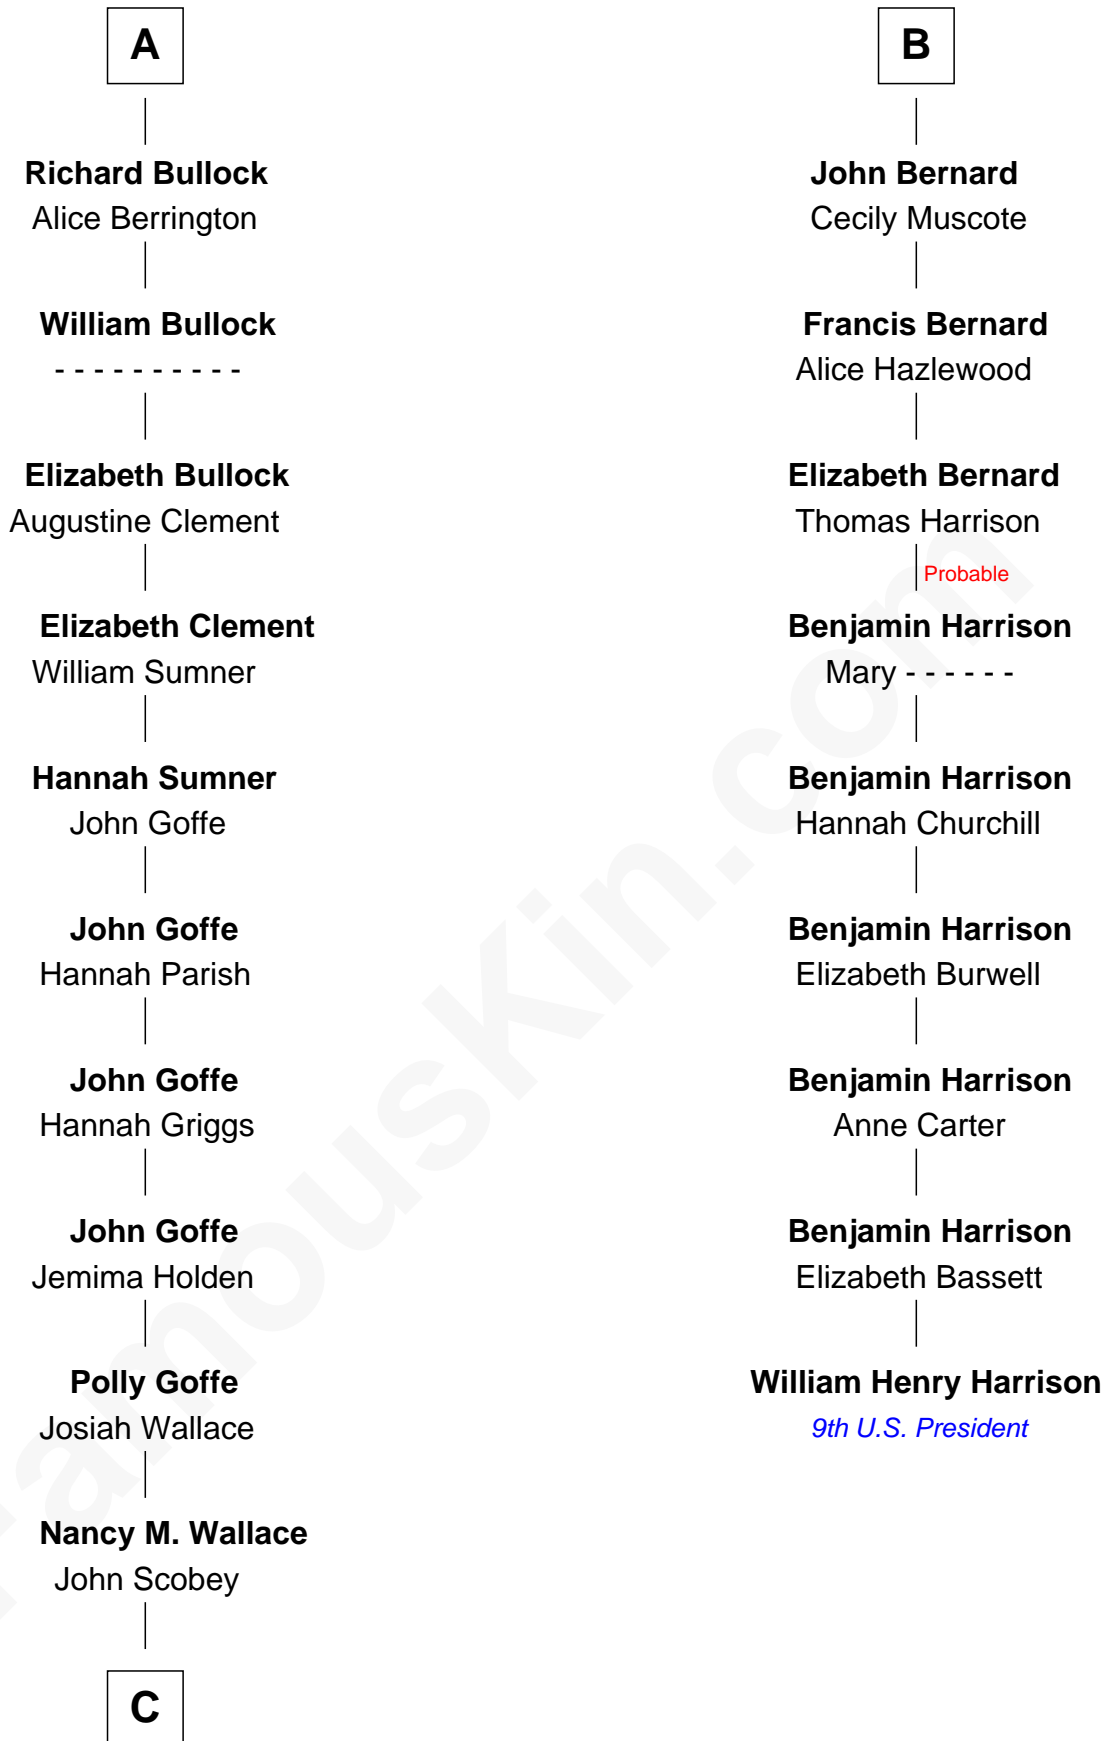 A
Richard Bullock
Alice Berrington
William Bullock
- - - - - - - - - -
Elizabeth Bullock
Augustine Clement
Elizabeth Clement
William Sumner
Hannah Sumner
John Goffe
John Goffe
Hannah Parish
John Goffe
Hannah Griggs
John Goffe
Jemima Holden
Polly Goffe
Josiah Wallace
Nancy M. Wallace
John Scobey
C
B
John Bernard
Cecily Muscote
Francis Bernard
Alice Hazlewood
Elizabeth Bernard
Thomas Harrison
Probable
Benjamin Harrison
Mary - - - - - -
Benjamin Harrison
Hannah Churchill
Benjamin Harrison
Elizabeth Burwell
Benjamin Harrison
Anne Carter
Benjamin Harrison
Elizabeth Bassett
William Henry Harrison
9th U.S. President
FamousKin.com